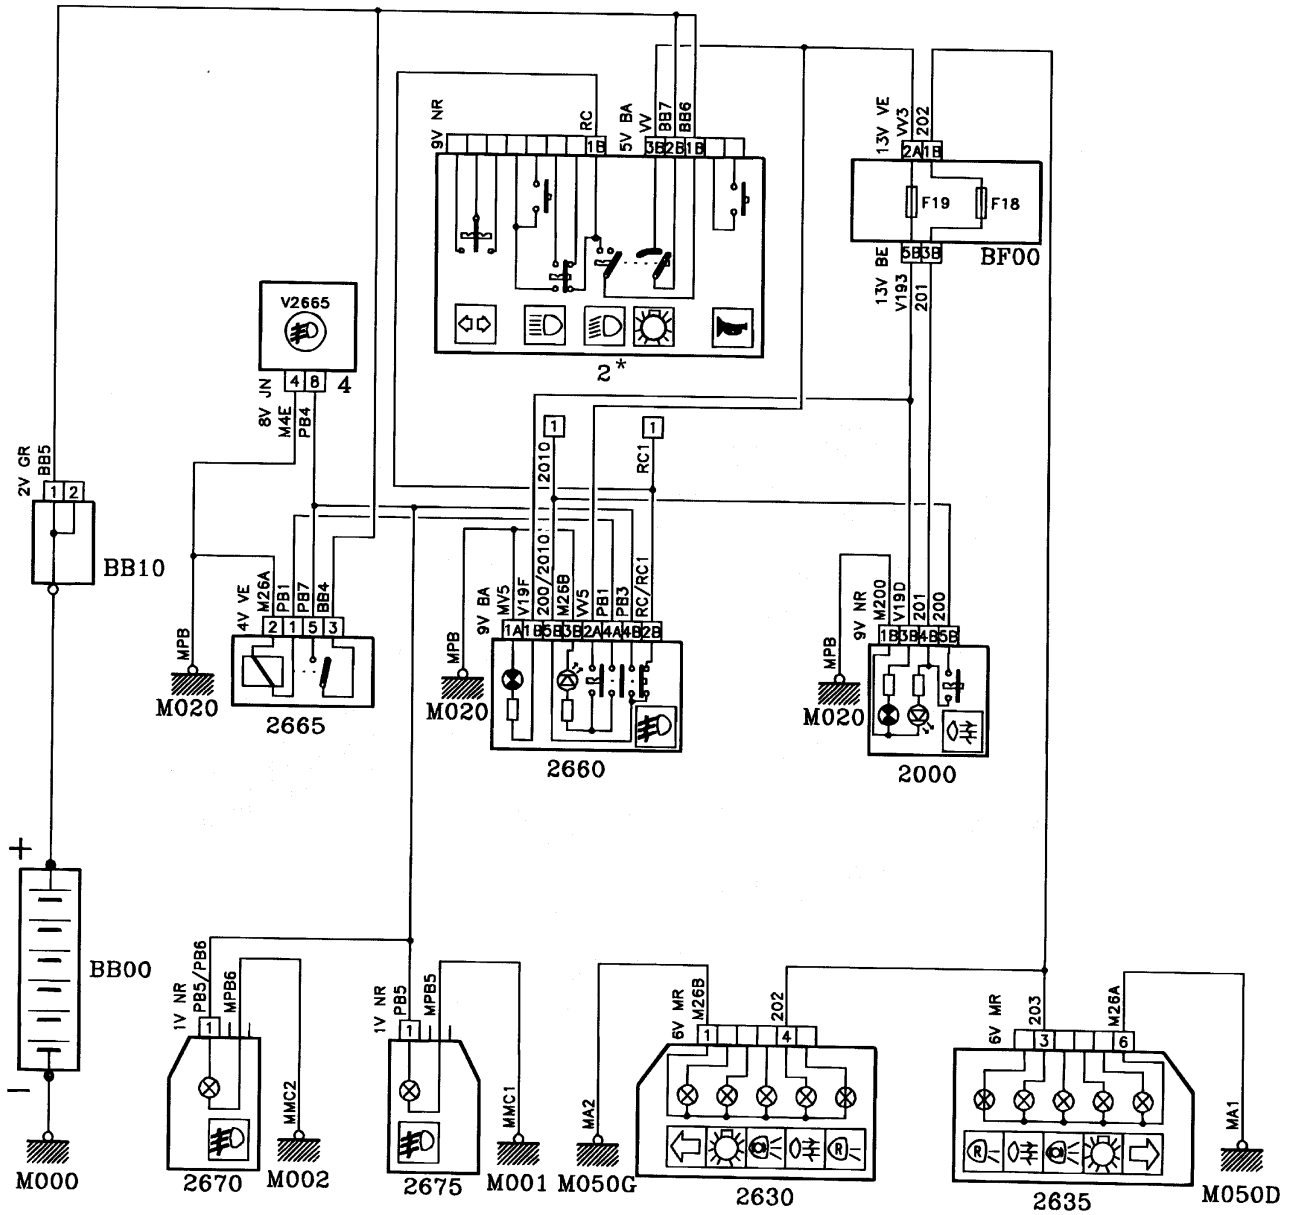 9V NR
RC
5V BA
VV
BB7
BB6
1B
3B 2B 1B
2*
13V VE
VV3
202
2A 1B
F19
F18
BF00
5B 3B
13V BE
V193
201
V2665
4 8
4
8V JN
M4E
PB4
2V GR
BB5
1 2
BB10
1
1
2010
RC1
4V VE
M26A
PB1
PB7
BB4
2 1 5 3
MPB
M020
2665
MPB
M020
9V BA
MV5
V19F
200/2010
M26B
VV5
PB1
PB3
RC/RC1
1A 1B 5B 3B 2A 4A 4B 2B
2660
MPB
M020
9V NR
M200
V19D
201
200
1B 3B 4B 5B
2000
+
BB00
-
M000
1V NR
PB5/PB6
MPB6
1
2670
MMC2
M002
1V NR
PB5
MPB5
1
2675
MMC1
M001
MA2
M050G
6V MR
M26B
202
1 4
R
2630
6V MR
203
M26A
3 6
R
2635
MA1
M050D